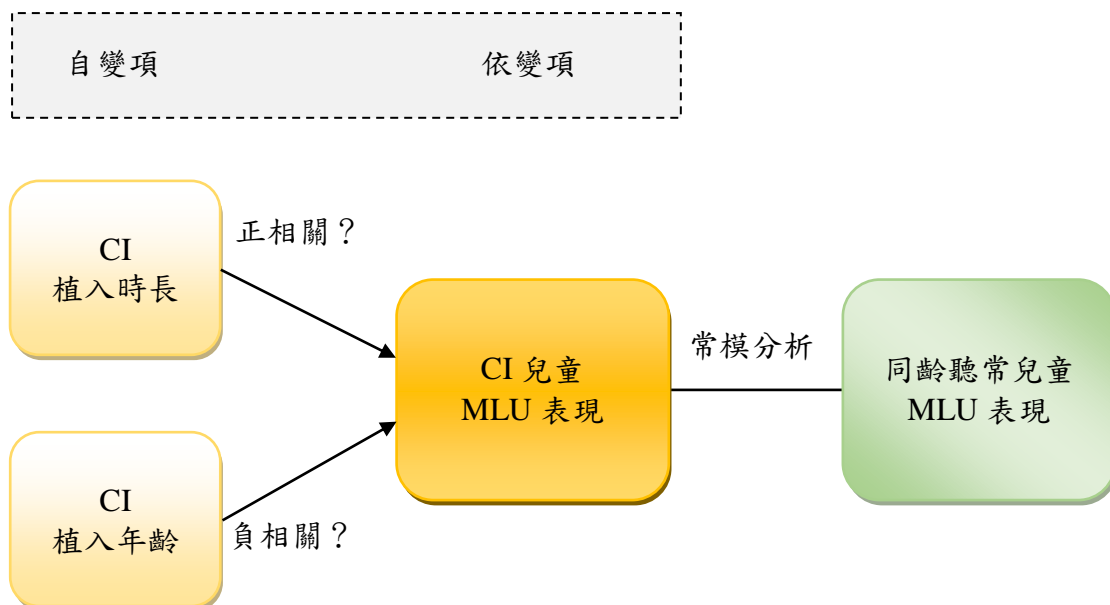 自變項
依變項
CI
植入時長
正相關？
CI 兒童
MLU 表現
常模分析
同齡聽常兒童
MLU 表現
CI
植入年齡
負相關？